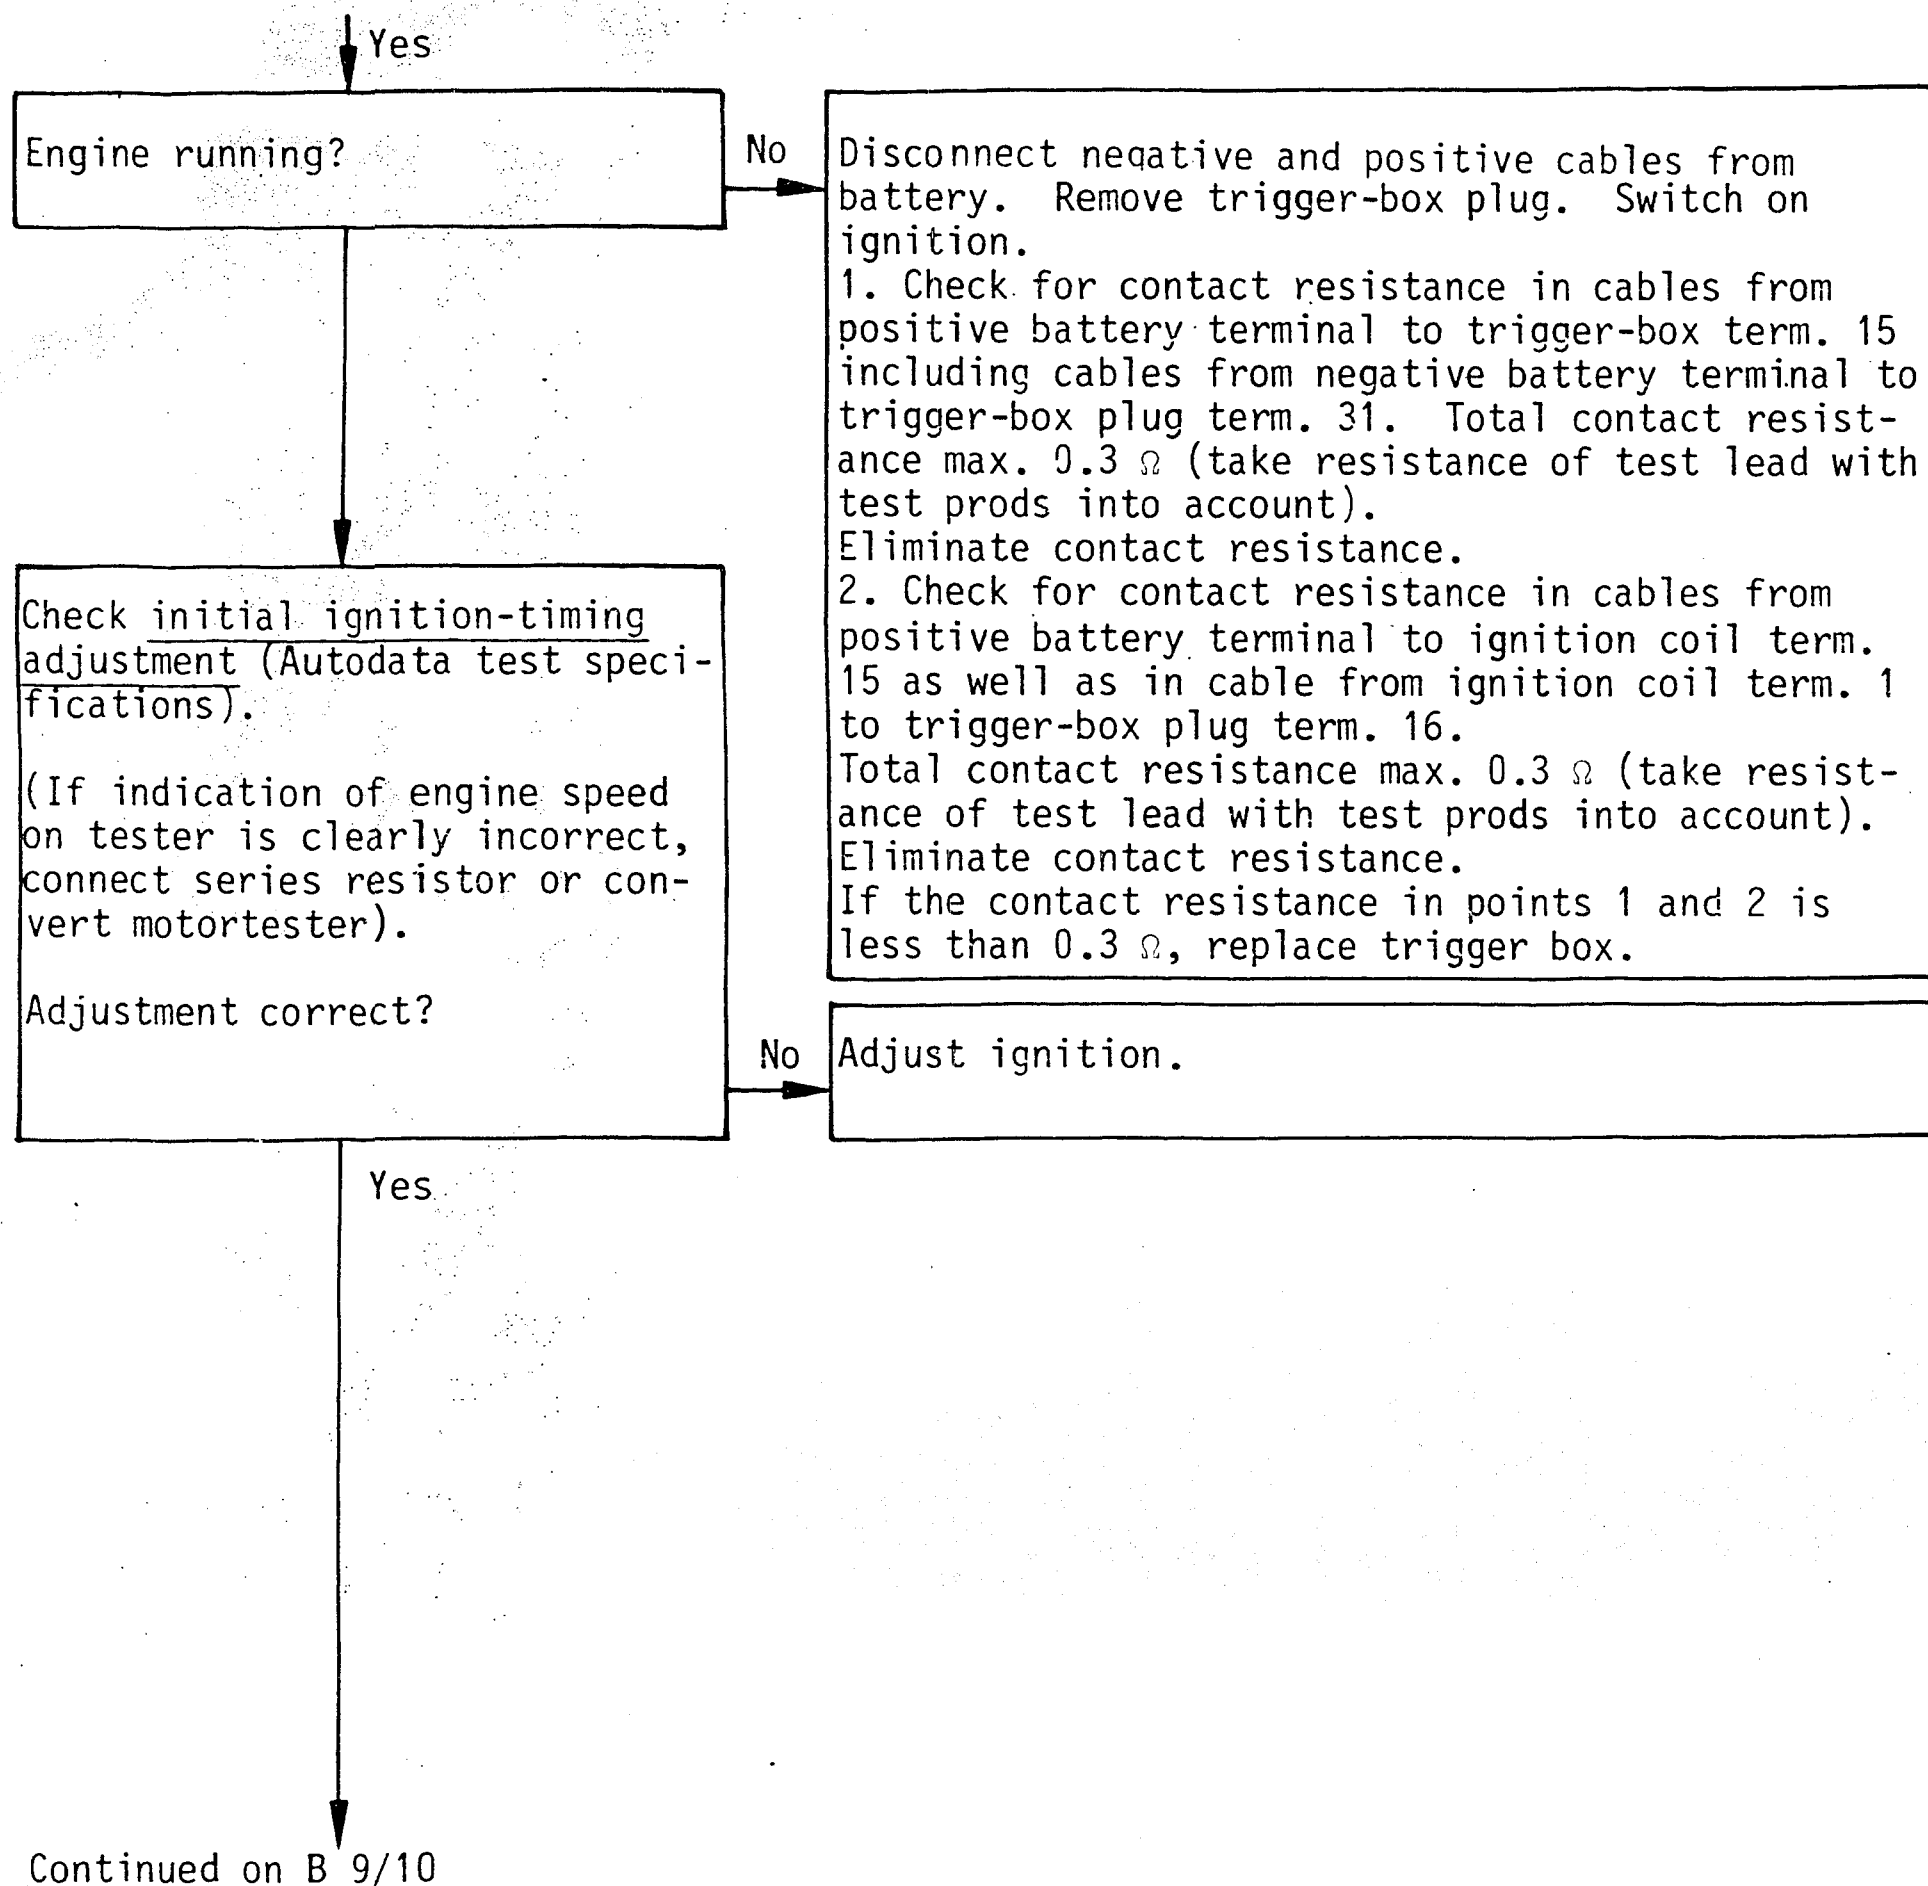 Yes
Engine running?
No
Disconnect negative and positive cables from
battery. Remove trigger-box plug. Switch on
ignition.
1. Check for contact resistance in cables from
positive battery terminal to trigger-box term. 15
including cables from negative battery terminal to
trigger-box plug term. 31. Total contact resist-
ance max. 0.3 Ω (take resistance of test lead with
test prods into account).
Eliminate contact resistance.
2. Check for contact resistance in cables from
positive battery terminal to ignition coil term.
15 as well as in cable from ignition coil term. 1
to trigger-box plug term. 16.
Total contact resistance max. 0.3 Ω (take resist-
ance of test lead with test prods into account).
Eliminate contact resistance.
If the contact resistance in points 1 and 2 is
less than 0.3 Ω, replace trigger box.
Check initial ignition-timing
adjustment (Autodata test speci-
fications).
(If indication of engine speed
on tester is clearly incorrect,
connect series resistor or con-
vert motortester).
Adjustment correct?
No
Adjust ignition.
Yes
Continued on B 9/10